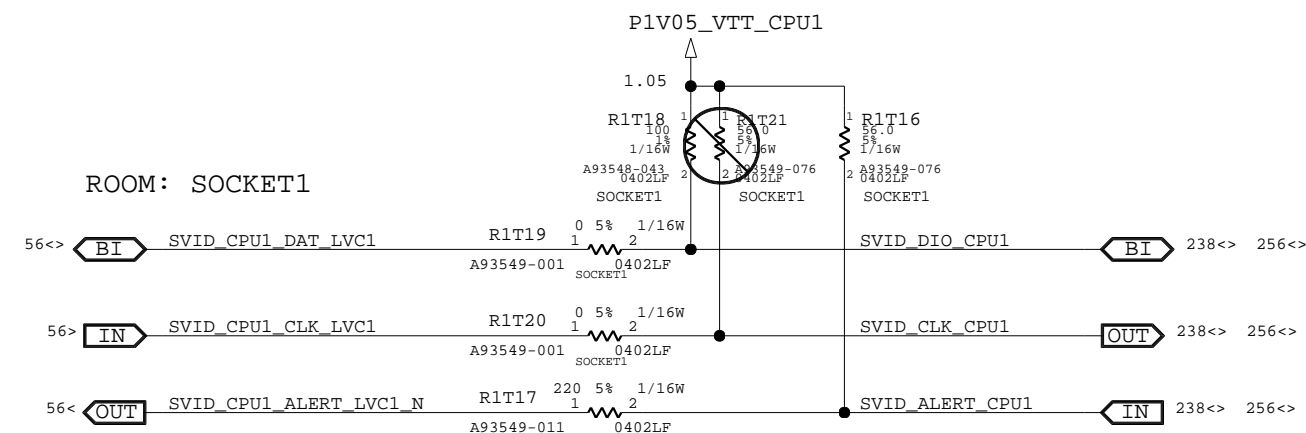 P1V05_VTT_CPU1
1.05
R1T18 1
100
1%
1/16W
A93548-043 2
0402LF
SOCKET1
1 R1T21
56.0
5%
1/16W
2 A93549-076
0402LF
SOCKET1
1 R1T16
56.0
5%
1/16W
2 A93549-076
0402LF
SOCKET1
ROOM: SOCKET1
56<> BI SVID_CPU1_DAT_LVC1 R1T19 0 5% 1/16W SVID_DIO_CPU1 BI 238<> 256<>
1 2
A93549-001 0402LF
SOCKET1
56> IN SVID_CPU1_CLK_LVC1 R1T20 0 5% 1/16W SVID_CLK_CPU1 OUT 238<> 256<>
1 2
A93549-001 0402LF
SOCKET1
56< OUT SVID_CPU1_ALERT_LVC1_N R1T17 220 5% 1/16W SVID_ALERT_CPU1 IN 238<> 256<>
1 2
A93549-011 0402LF